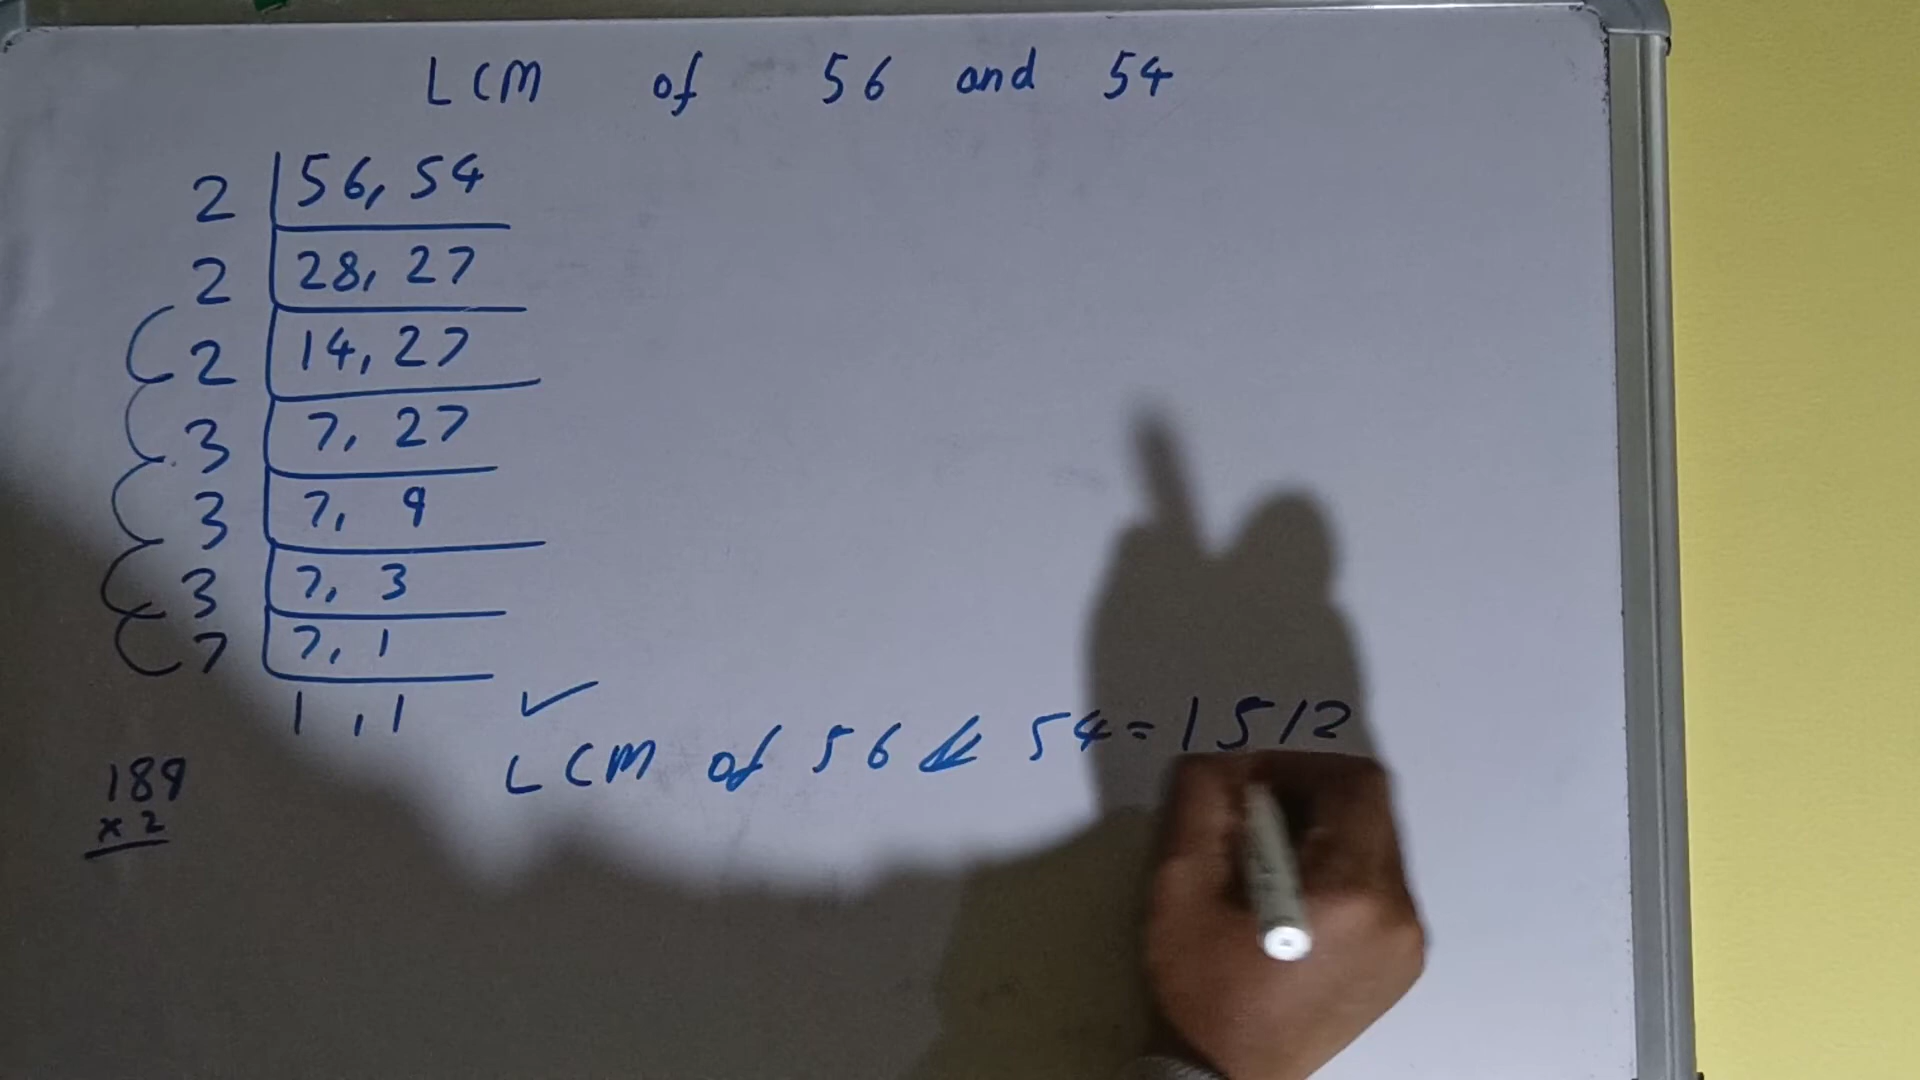 LCM of 56 and 54
2 56, 54
2 28, 27
2 14, 27
3 7, 27
3 7, 9
3 7, 3
7 7, 1
1, 1 ✓
LCM of 56 & 54 = 1512
189
x 2